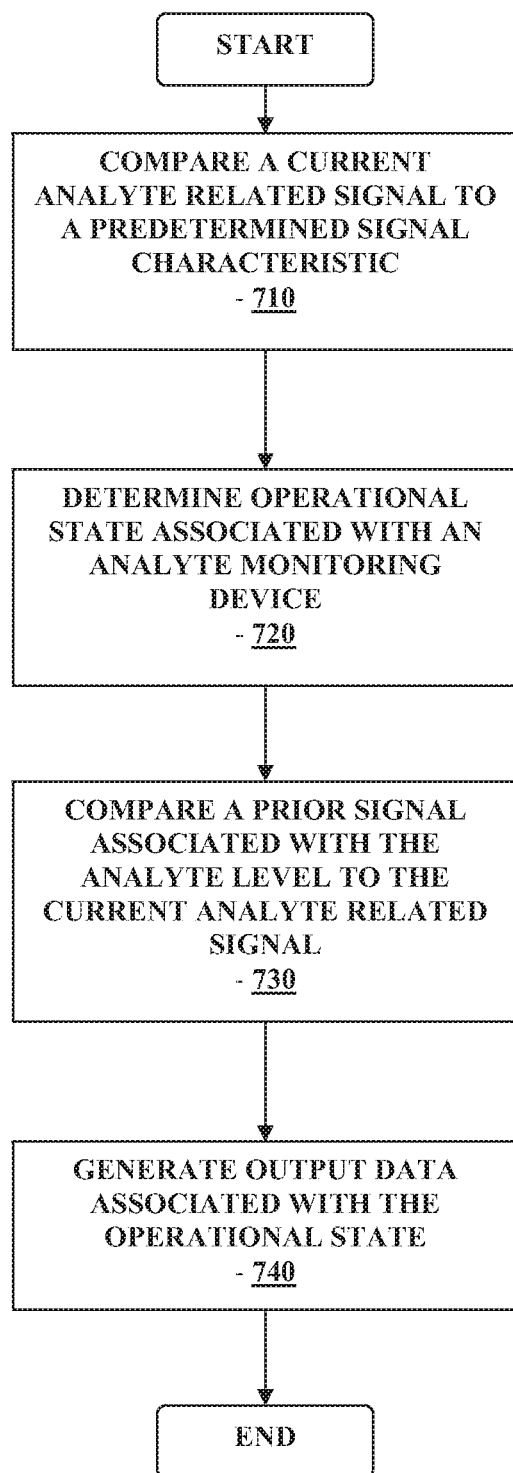 START
COMPARE A CURRENT
ANALYTE RELATED SIGNAL TO
A PREDETERMINED SIGNAL
CHARACTERISTIC
- 710
DETERMINE OPERATIONAL
STATE ASSOCIATED WITH AN
ANALYTE MONITORING
DEVICE
- 720
COMPARE A PRIOR SIGNAL
ASSOCIATED WITH THE
ANALYTE LEVEL TO THE
CURRENT ANALYTE RELATED
SIGNAL
- 730
GENERATE OUTPUT DATA
ASSOCIATED WITH THE
OPERATIONAL STATE
- 740
END